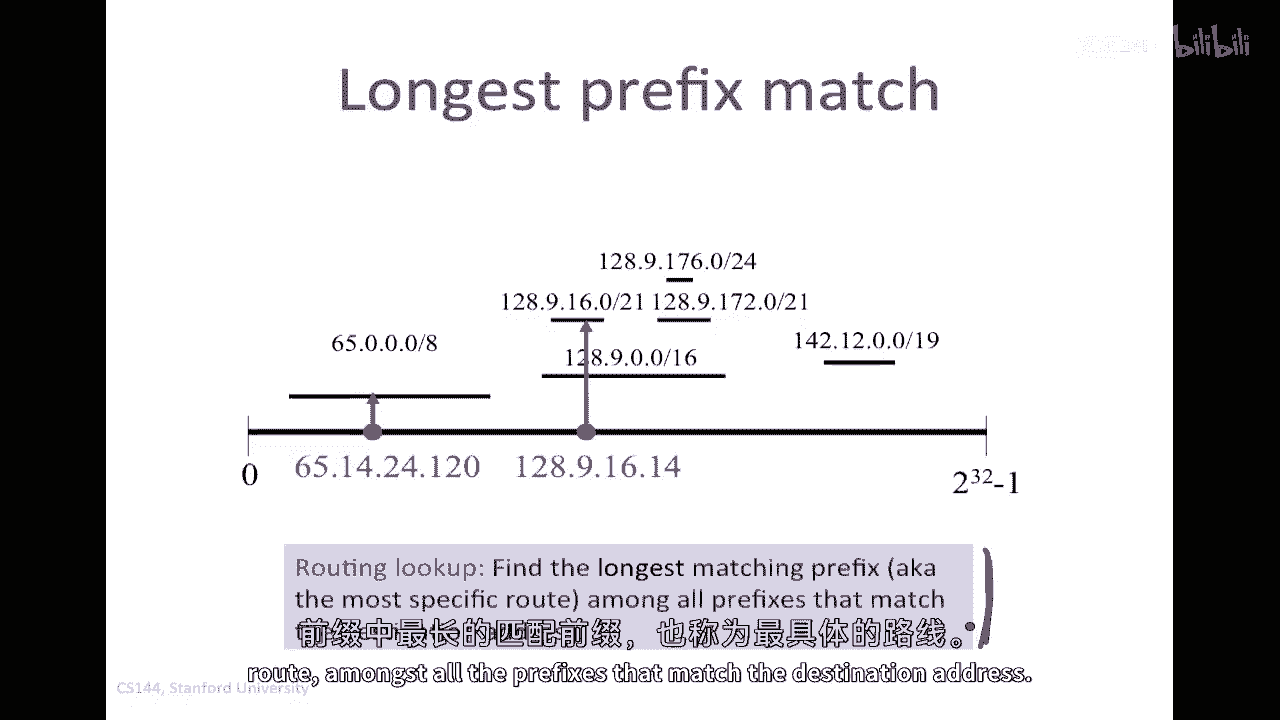 bilibili
Longest prefix match
128.9.176.0/24
128.9.16.0/21 128.9.172.0/21
65.0.0.0/8
142.12.0.0/19
128.9.0.0/16
0
65.14.24.120
128.9.16.14
2³²-1
Routing lookup: Find the longest matching prefix (aka
the most specific route) among all prefixes that match
前缀中最长的匹配前缀，也称为最具体的路线。
route, amongst all the prefixes that match the destination address.
CS144, Stanford University